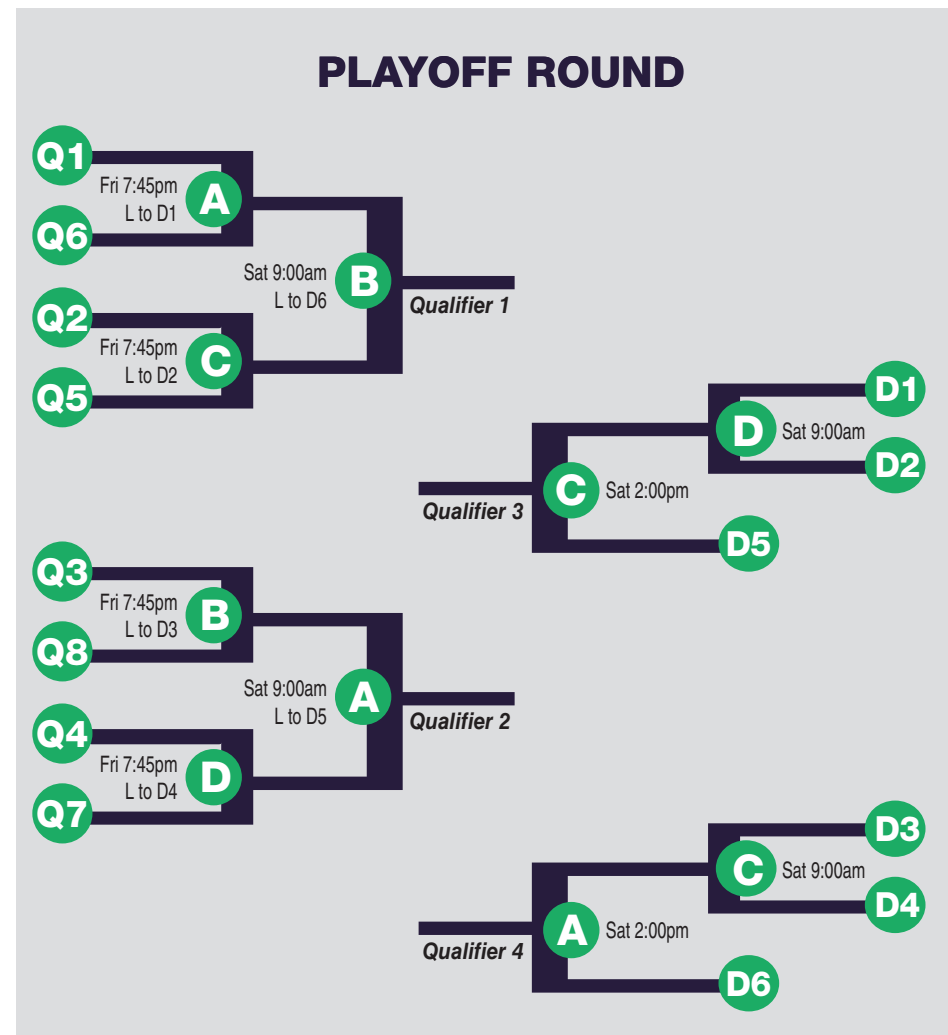 PLAYOFF ROUND
Q1
Fri 7:45pm
L to D1
A
Q6
Sat 9:00am
L to D6
B
Qualifier 1
Q2
Fri 7:45pm
L to D2
C
Q5
D1
D
Sat 9:00am
D2
C
Sat 2:00pm
Qualifier 3
D5
Q3
Fri 7:45pm
L to D3
B
Q8
Sat 9:00am
L to D5
A
Qualifier 2
Q4
Fri 7:45pm
L to D4
D
Q7
D3
C
Sat 9:00am
D4
A
Sat 2:00pm
Qualifier 4
D6